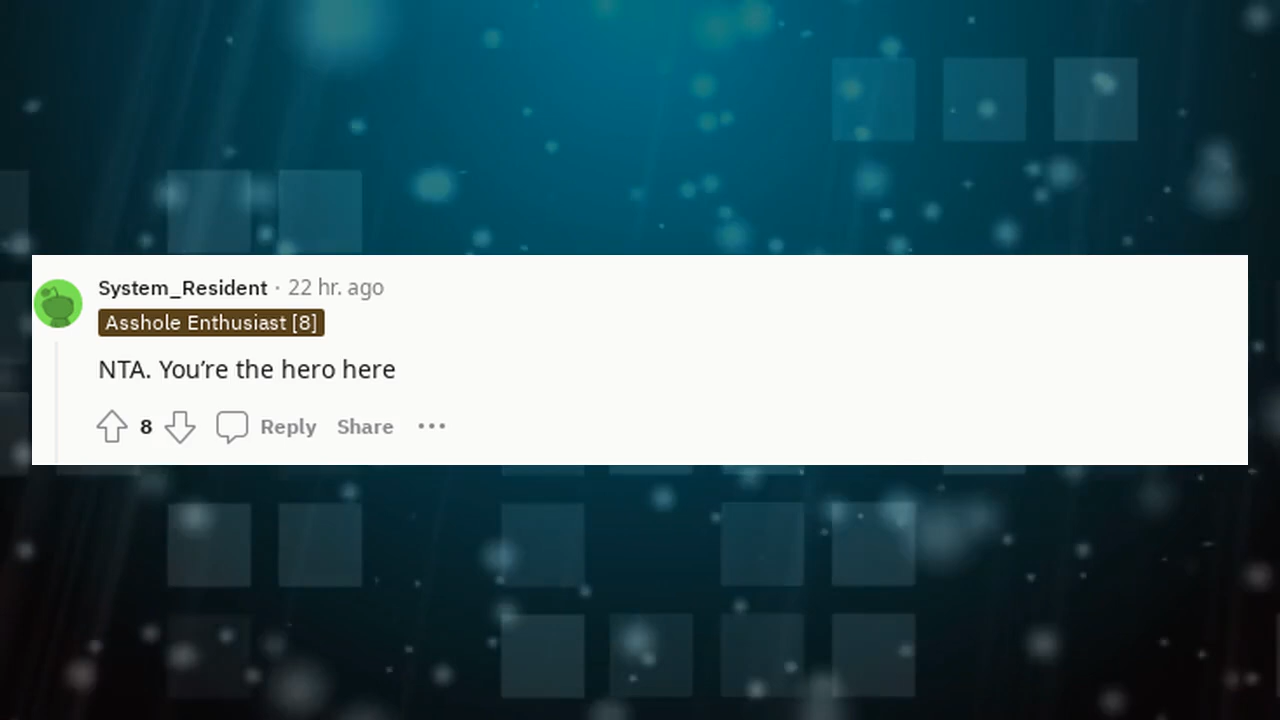 System_Resident · 22 hr. ago
Asshole Enthusiast [8]
NTA. You’re the hero here
8 Reply Share ···